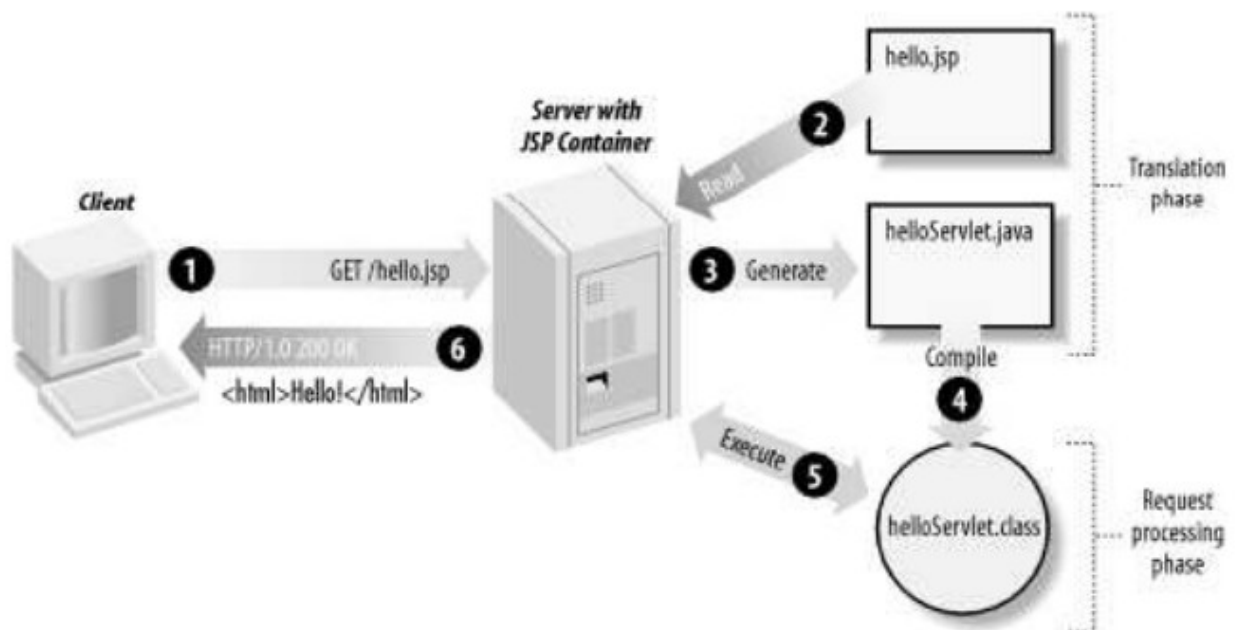 hello.jsp
Server with
JSP Container
2
Read
Translation
phase
Client
helloServlet.java
1
GET /hello.jsp
3
Generate
HTTP/1.0 200 OK
6
<html>Hello!</html>
Compile
4
Execute
5
helloServlet.class
Request
processing
phase